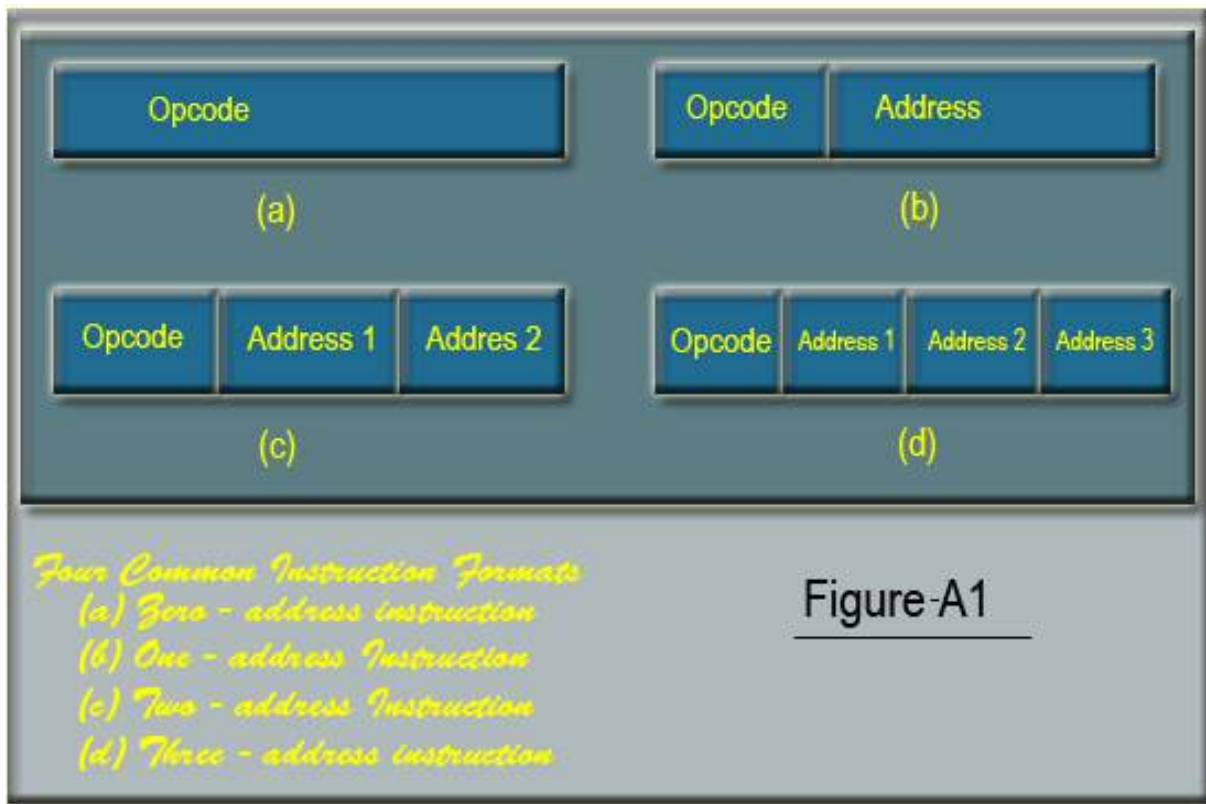 Opcode
Opcode Address
(a) (b)
Opcode Address 1 Addres 2
Opcode Address 1 Address 2 Address 3
(c) (d)
Four Common Instruction Formats
(a) Zero - address instruction
(b) One - address Instruction
(c) Two - address Instruction
(d) Three - address instruction
Figure-A1